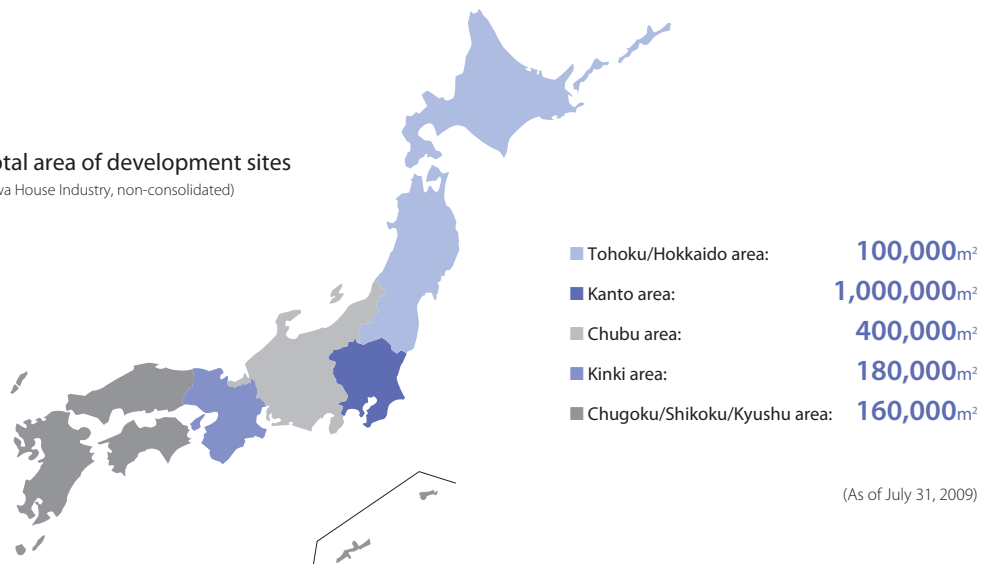 otal area of development sites
wa House Industry, non-consolidated)
Tohoku/Hokkaido area: 100,000m²
Kanto area: 1,000,000m²
Chubu area: 400,000m²
Kinki area: 180,000m²
Chugoku/Shikoku/Kyushu area: 160,000m²
(As of July 31, 2009)